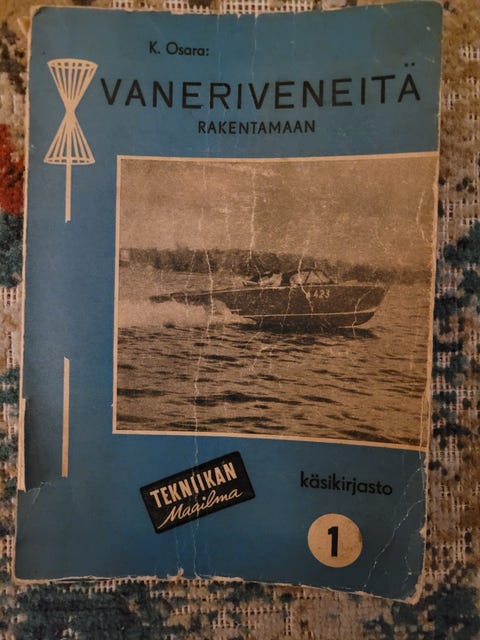 K. Osara:
VANERIVENEITÄ
RAKENTAMAAN
423
TEKNIIKAN
Maailma
käsikirjasto
1